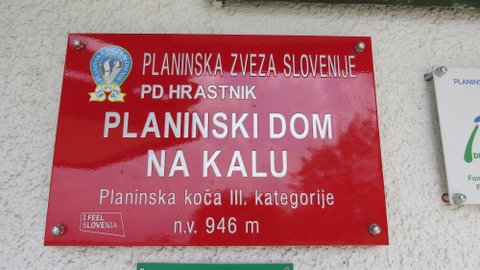 PLANINSKA ZVEZA SLOVENIJE
PD HRASTNIK
PLANINSKI DOM
NA KALU
Planinska koča III. kategorije
n.v. 946 m
I FEEL
SLOVENIA